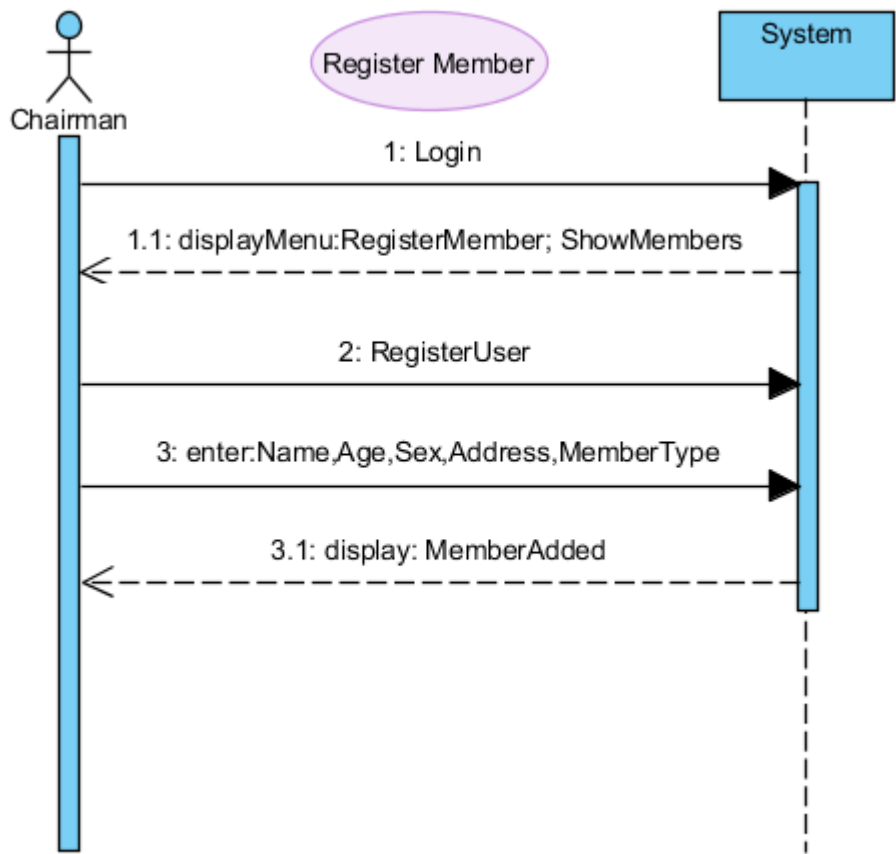 Register Member
System
Chairman
1: Login
1.1: displayMenu:RegisterMember; ShowMembers
2: RegisterUser
3: enter:Name,Age,Sex,Address,MemberType
3.1: display: MemberAdded